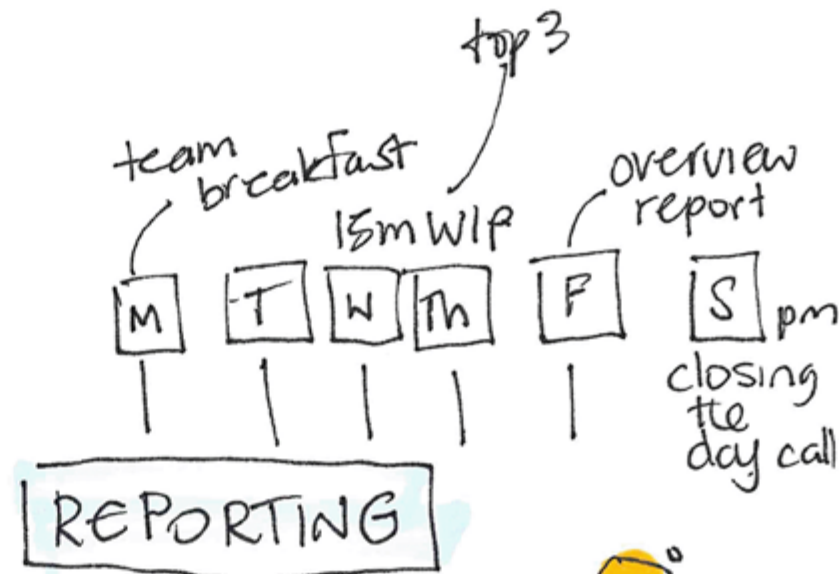 top 3
team
breakfast
overview
report
15m WIP
M T W Th F S pm
closing
the
day call
REPORTING